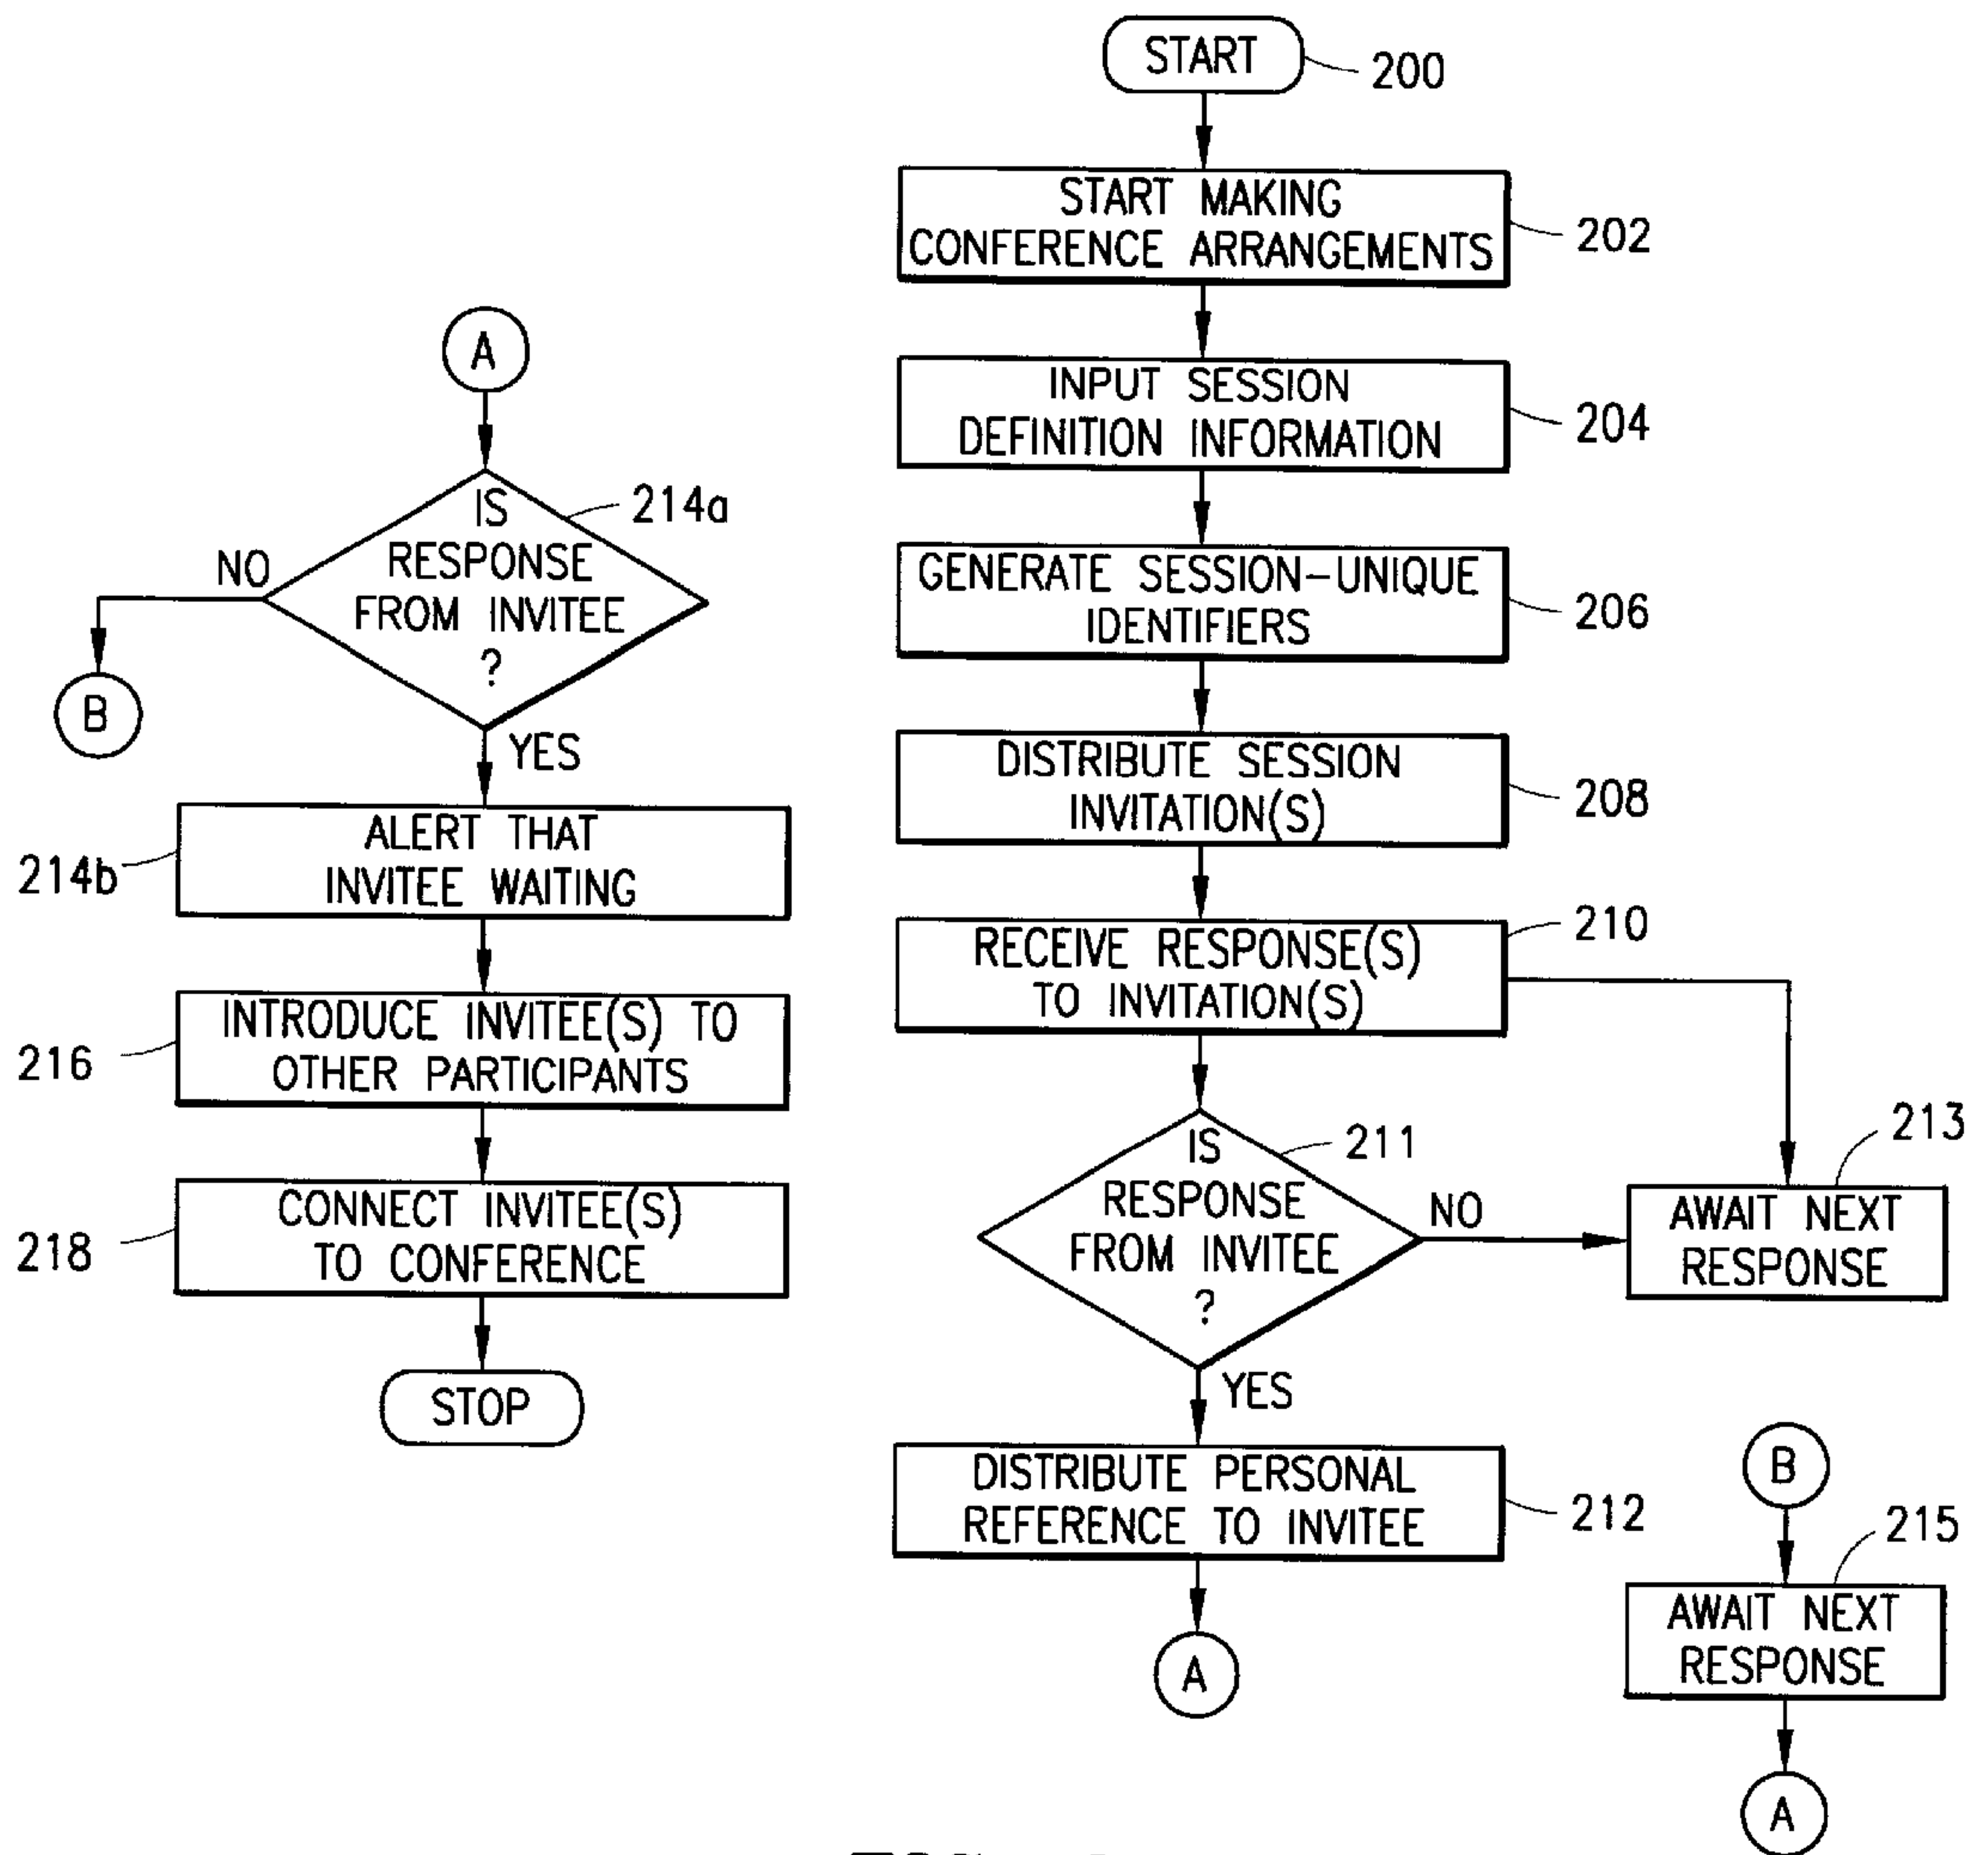 START
200
START MAKING
CONFERENCE ARRANGEMENTS
202
INPUT SESSION
DEFINITION INFORMATION
204
GENERATE SESSION-UNIQUE
IDENTIFIERS
206
DISTRIBUTE SESSION
INVITATION(S)
208
RECEIVE RESPONSE(S)
TO INVITATION(S)
210
IS
RESPONSE
FROM INVITEE
?
211
NO
AWAIT NEXT
RESPONSE
213
YES
DISTRIBUTE PERSONAL
REFERENCE TO INVITEE
212
A
B
215
AWAIT NEXT
RESPONSE
A
A
IS
RESPONSE
FROM INVITEE
?
214a
NO
B
YES
ALERT THAT
INVITEE WAITING
214b
INTRODUCE INVITEE(S) TO
OTHER PARTICIPANTS
216
CONNECT INVITEE(S)
TO CONFERENCE
218
STOP